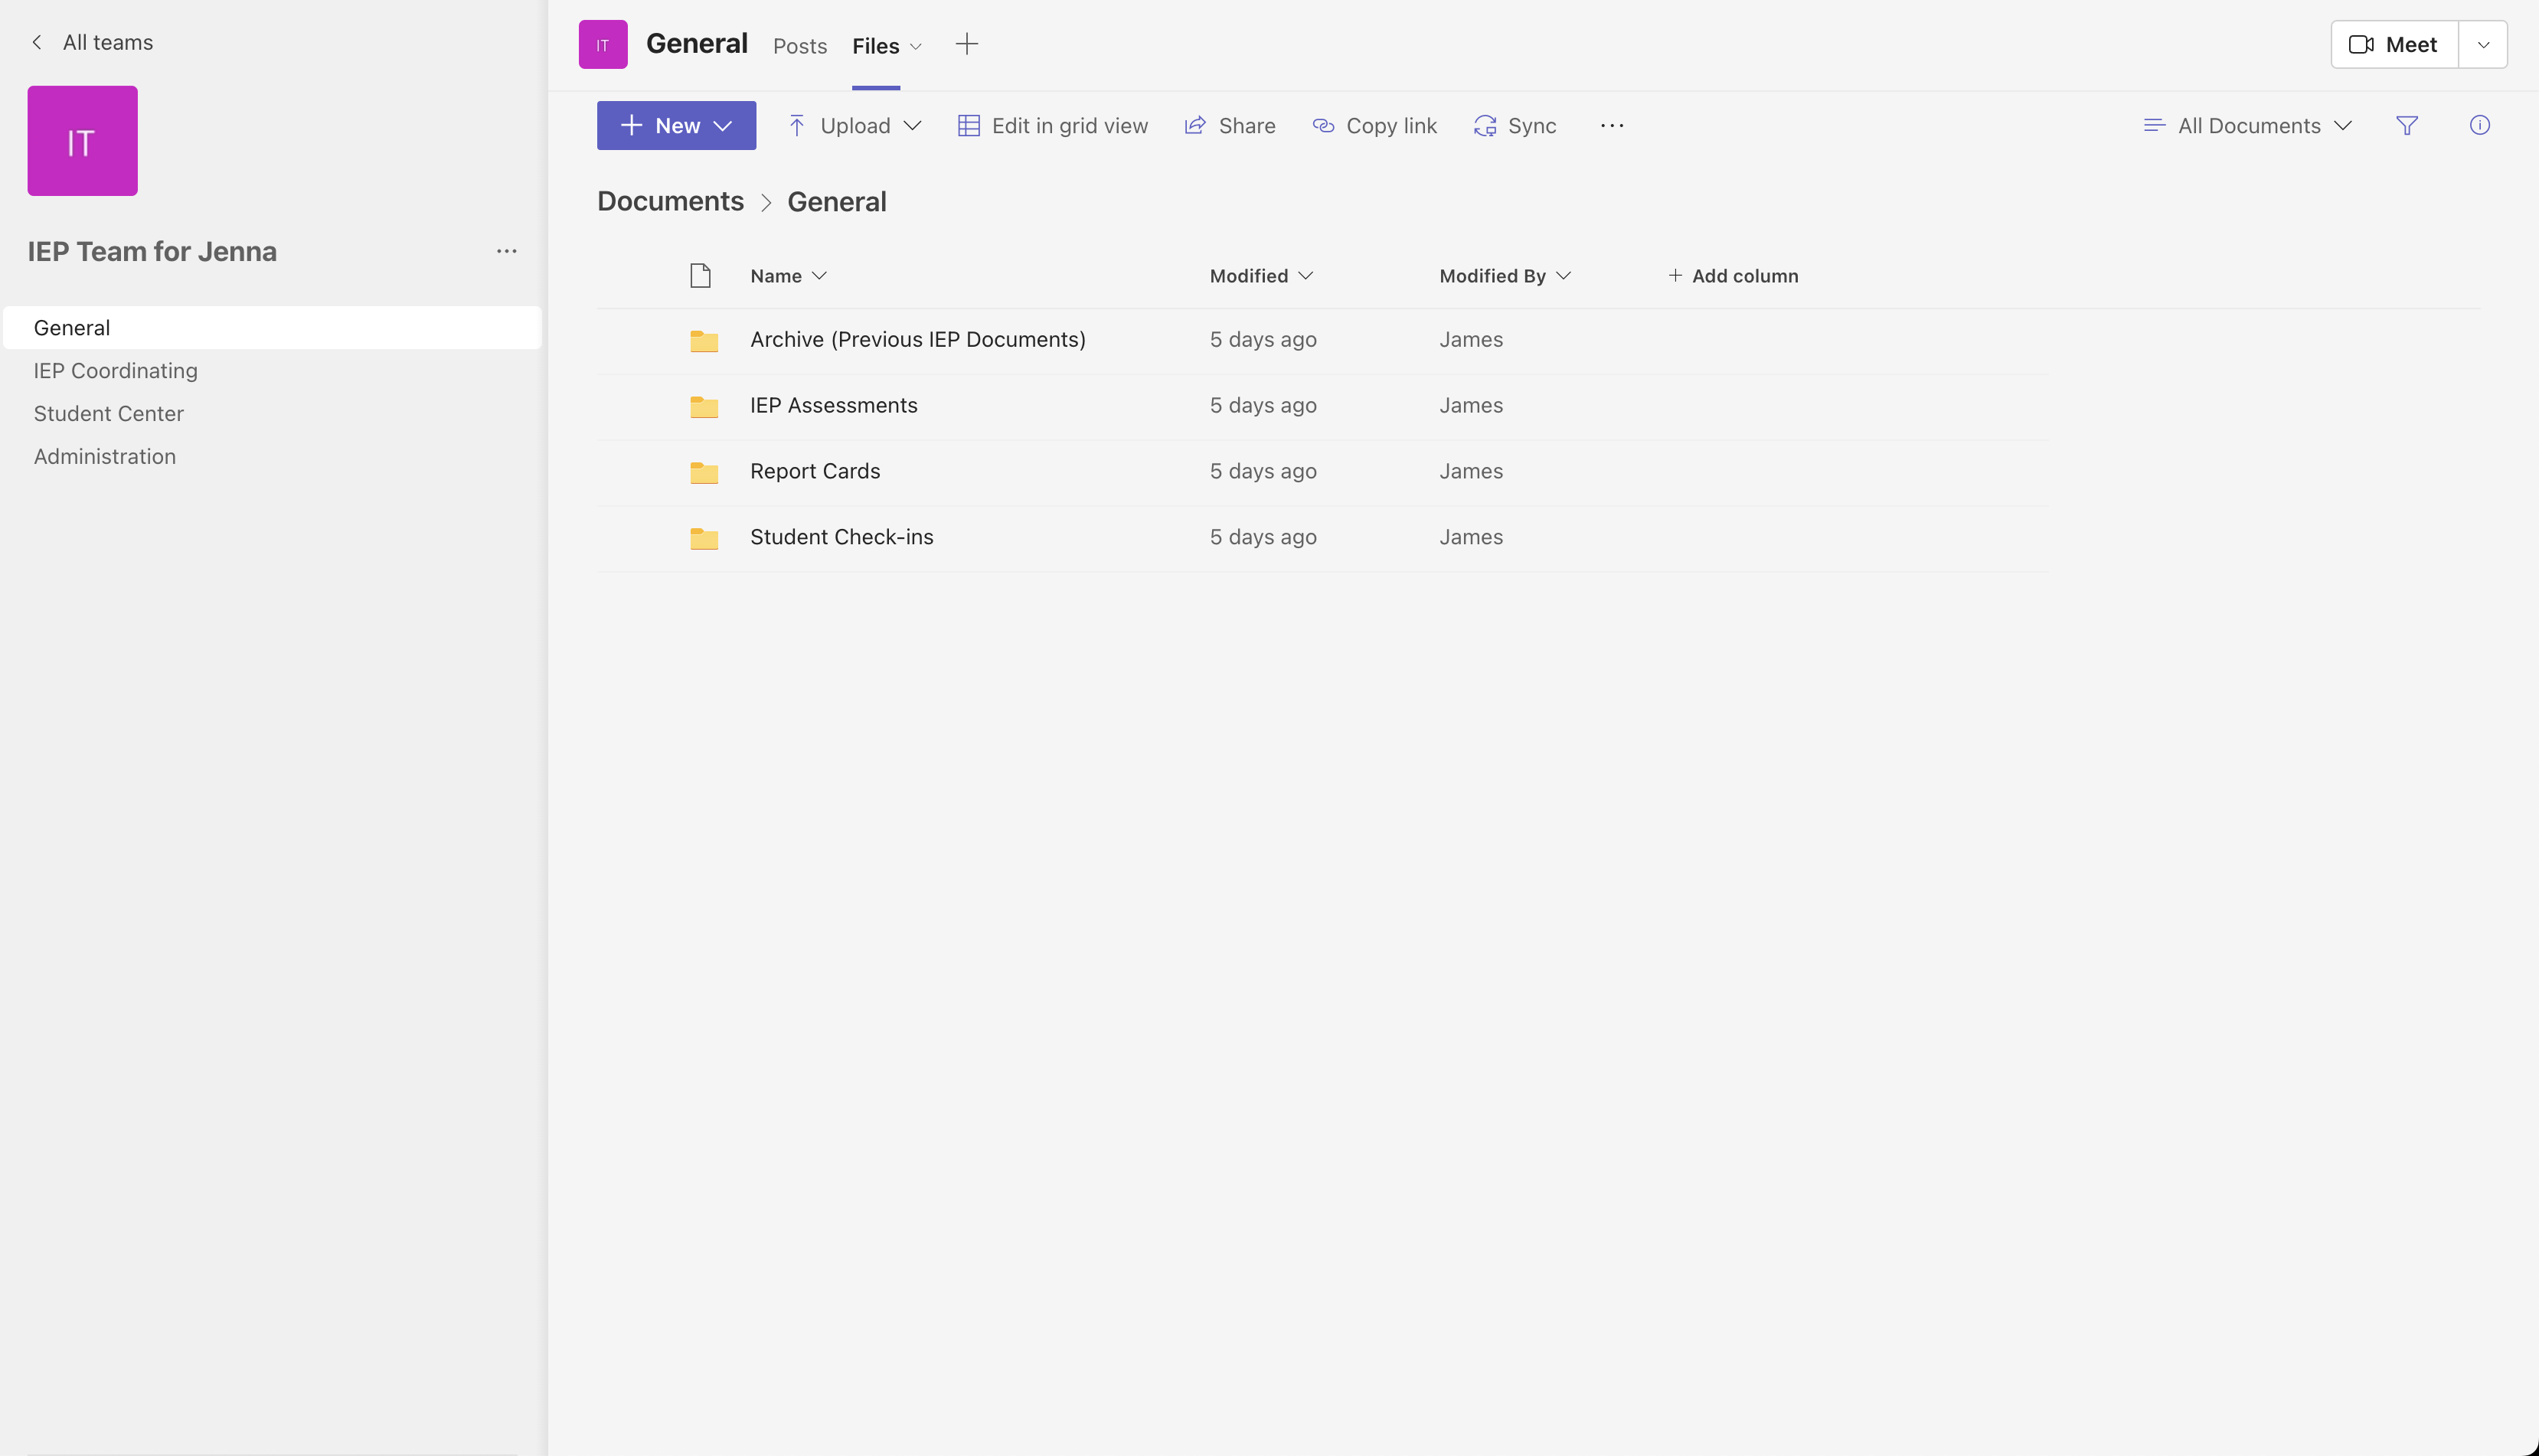 All teams
IT
IEP Team for Jenna
General
IEP Coordinating
Student Center
Administration
IT General Posts Files Meet
New Upload Edit in grid view Share Copy link Sync All Documents
Documents > General
Name Modified Modified By + Add column
Archive (Previous IEP Documents) 5 days ago James
IEP Assessments 5 days ago James
Report Cards 5 days ago James
Student Check-ins 5 days ago James